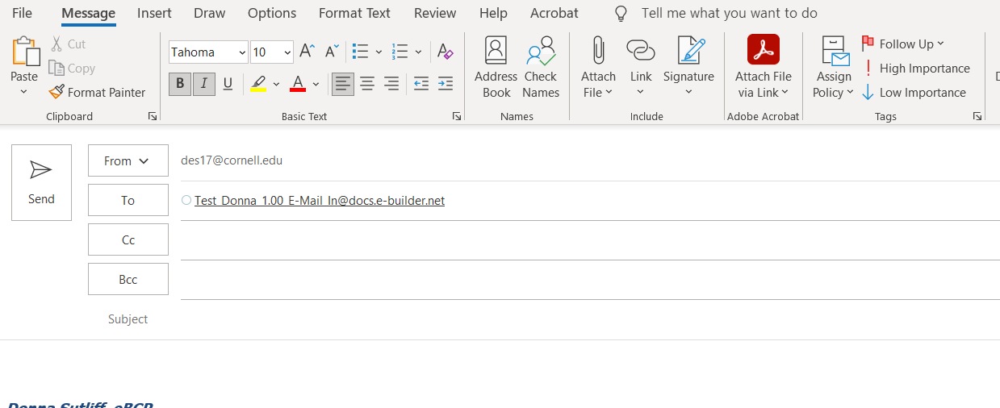 File Message Insert Draw Options Format Text Review Help Acrobat Tell me what you want to do
Cut
Copy
Paste
Format Painter
Clipboard
Tahoma 10
B I U A
Basic Text
Address Book
Check Names
Names
Attach File
Link
Signature
Include
Attach File via Link
Adobe Acrobat
Assign Policy
Follow Up
High Importance
Low Importance
Tags
Send
From des17@cornell.edu
To Test_Donna_1.00_E-Mail_In@docs.e-builder.net
Cc
Bcc
Subject
Donna Sutliff, eBCP